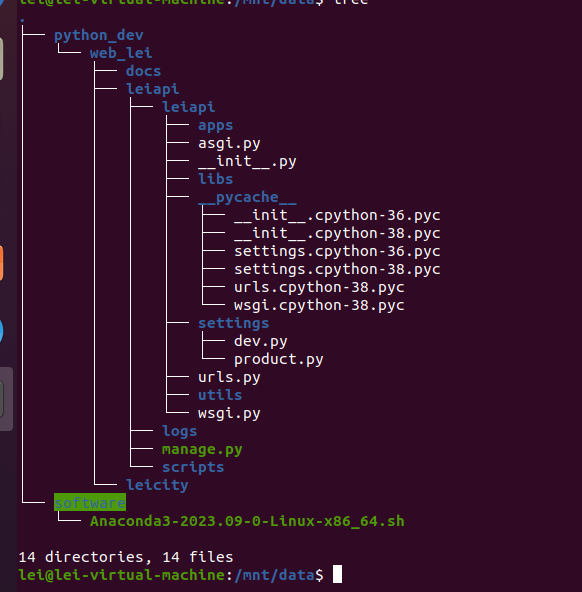 lei@lei-virtual-machine:/mnt/data$ tree
.
├── python_dev
│   └── web_lei
│       ├── docs
│       ├── leiapi
│       │   ├── leiapi
│       │   │   ├── apps
│       │   │   ├── asgi.py
│       │   │   ├── __init__.py
│       │   │   ├── libs
│       │   │   ├── __pycache__
│       │   │   │   ├── __init__.cpython-36.pyc
│       │   │   │   ├── __init__.cpython-38.pyc
│       │   │   │   ├── settings.cpython-36.pyc
│       │   │   │   ├── settings.cpython-38.pyc
│       │   │   │   ├── urls.cpython-38.pyc
│       │   │   │   └── wsgi.cpython-38.pyc
│       │   │   ├── settings
│       │   │   │   ├── dev.py
│       │   │   │   └── product.py
│       │   │   ├── urls.py
│       │   │   ├── utils
│       │   │   └── wsgi.py
│       │   ├── logs
│       │   ├── manage.py
│       │   └── scripts
│       └── leicity
└── software
    └── Anaconda3-2023.09-0-Linux-x86_64.sh
14 directories, 14 files
lei@lei-virtual-machine:/mnt/data$